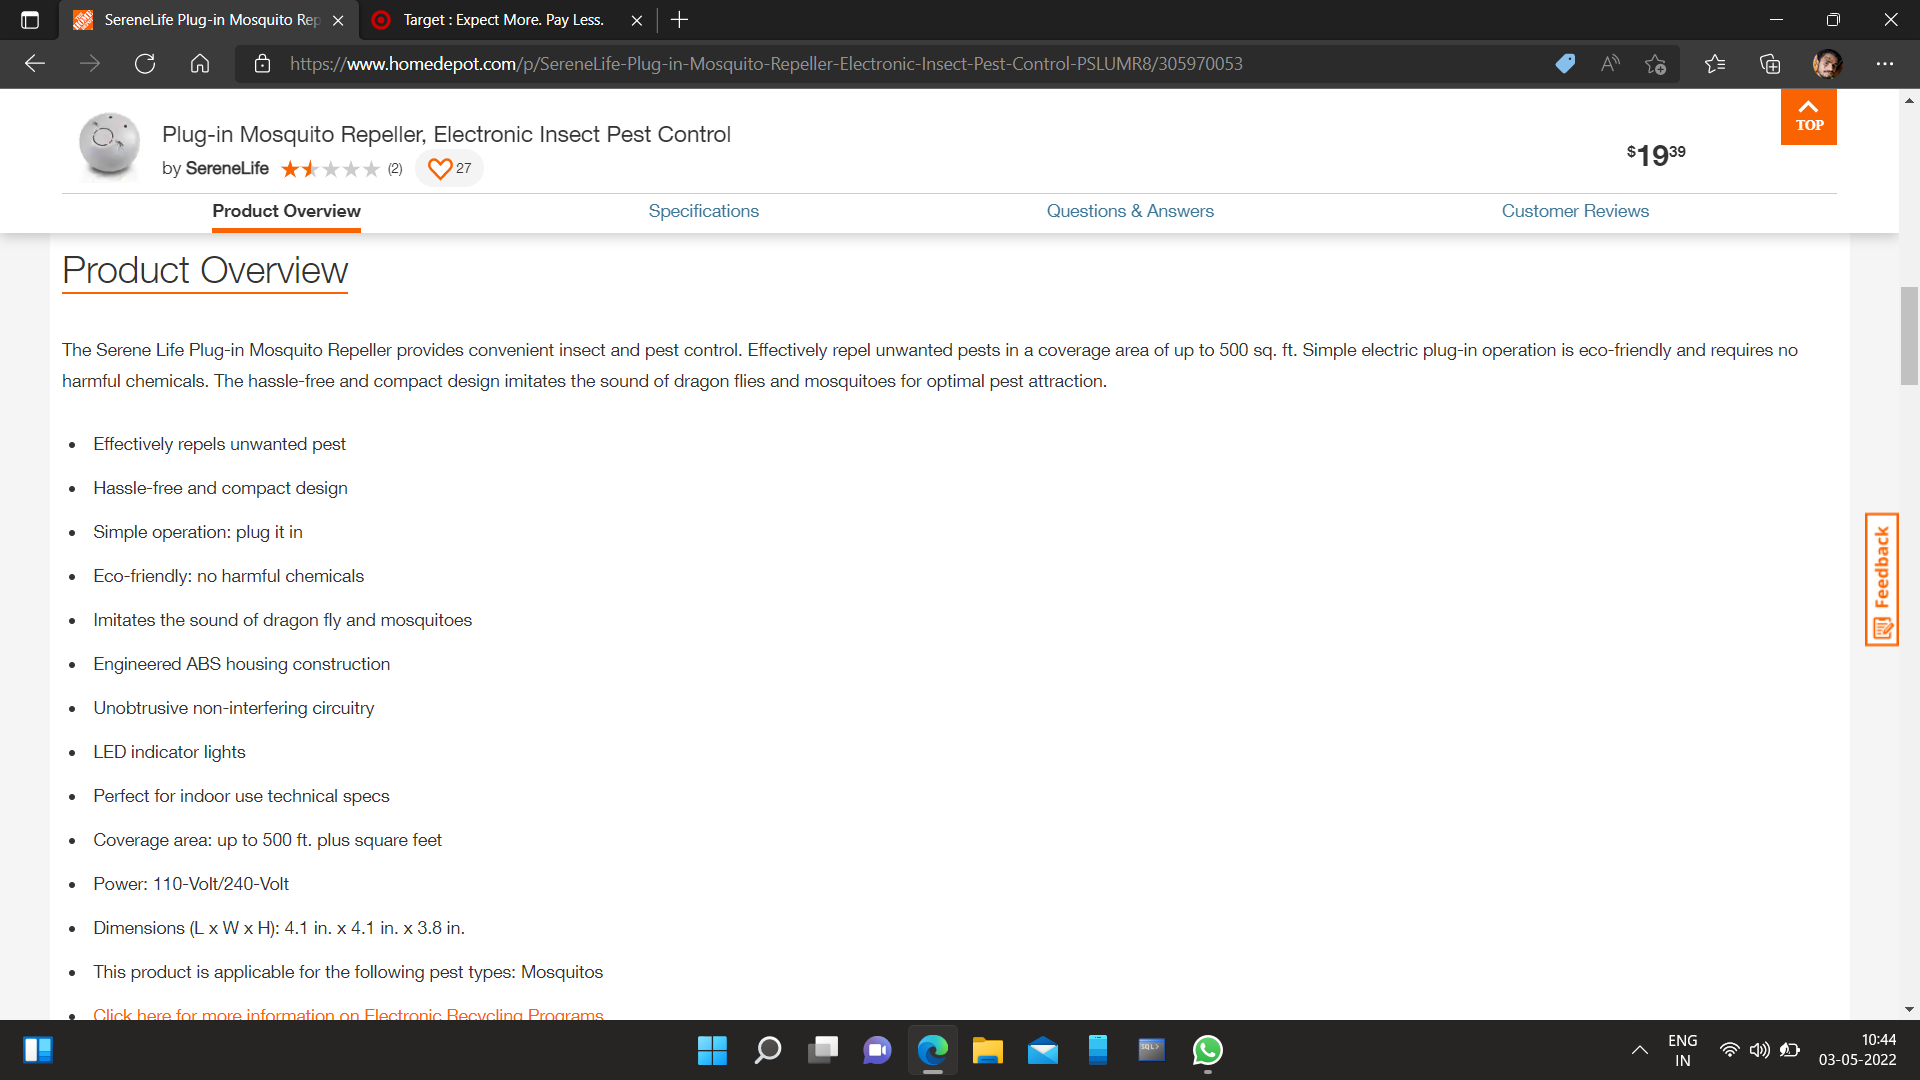 SereneLife Plug-in Mosquito Rep
Target : Expect More. Pay Less.
https://www.homedepot.com/p/SereneLife-Plug-in-Mosquito-Repeller-Electronic-Insect-Pest-Control-PSLUMR8/305970053
Plug-in Mosquito Repeller, Electronic Insect Pest Control
by SereneLife (2) 27
$1939
TOP
Product Overview Specifications Questions & Answers Customer Reviews
Product Overview
The Serene Life Plug-in Mosquito Repeller provides convenient insect and pest control. Effectively repel unwanted pests in a coverage area of up to 500 sq. ft. Simple electric plug-in operation is eco-friendly and requires no
harmful chemicals. The hassle-free and compact design imitates the sound of dragon flies and mosquitoes for optimal pest attraction.
• Effectively repels unwanted pest
• Hassle-free and compact design
• Simple operation: plug it in
• Eco-friendly: no harmful chemicals
• Imitates the sound of dragon fly and mosquitoes
• Engineered ABS housing construction
• Unobtrusive non-interfering circuitry
• LED indicator lights
• Perfect for indoor use technical specs
• Coverage area: up to 500 ft. plus square feet
• Power: 110-Volt/240-Volt
• Dimensions (L x W x H): 4.1 in. x 4.1 in. x 3.8 in.
• This product is applicable for the following pest types: Mosquitos
• Click here for more information on Electronic Recycling Programs
Feedback
SQL>
ENG
IN
10:44
03-05-2022